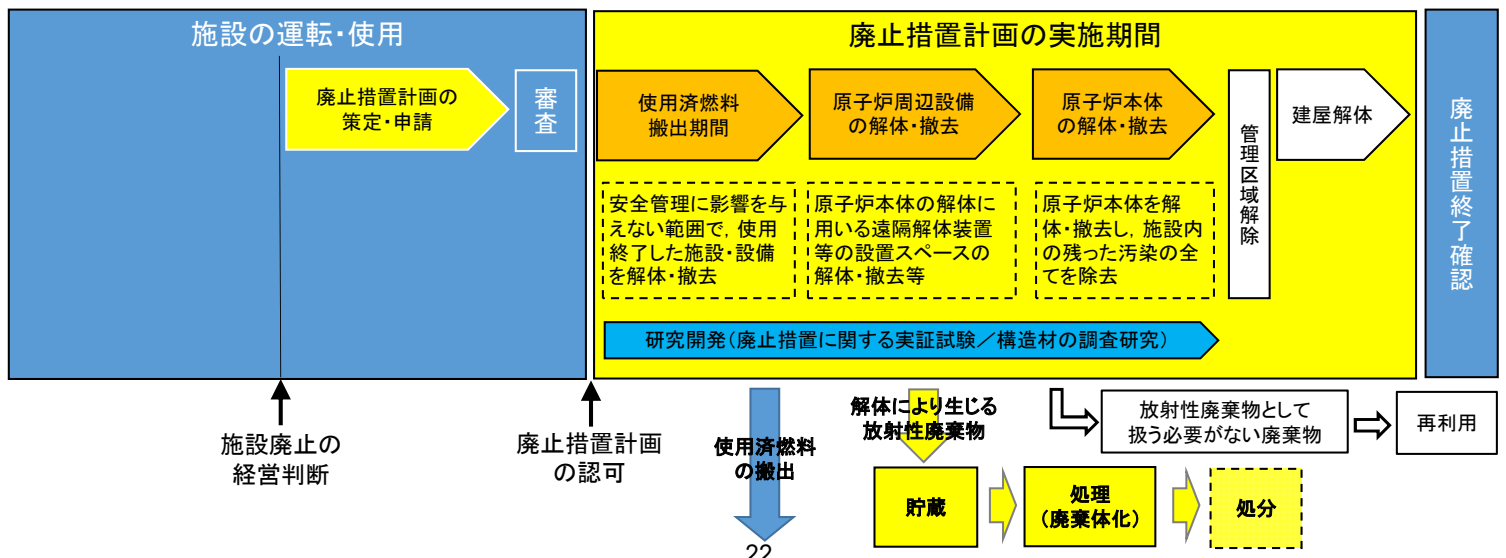 施設の運転・使用
廃止措置計画の
策定・申請
審査
廃止措置計画の実施期間
使用済燃料
搬出期間
原子炉周辺設備
の解体・撤去
原子炉本体
の解体・撤去
管理区域解除
建屋解体
廃止措置終了確認
安全管理に影響を与
えない範囲で, 使用
終了した施設・設備
を解体・撤去
原子炉本体の解体に
用いる遠隔解体装置
等の設置スペースの
解体・撤去等
原子炉本体を解
体・撤去し, 施設内
の残った汚染の全
てを除去
研究開発(廃止措置に関する実証試験/構造材の調査研究)
施設廃止の
経営判断
廃止措置計画
の認可
使用済燃料
の搬出
解体により生じる
放射性廃棄物
放射性廃棄物として
扱う必要がない廃棄物
再利用
貯蔵
処理
(廃棄体化)
処分
22